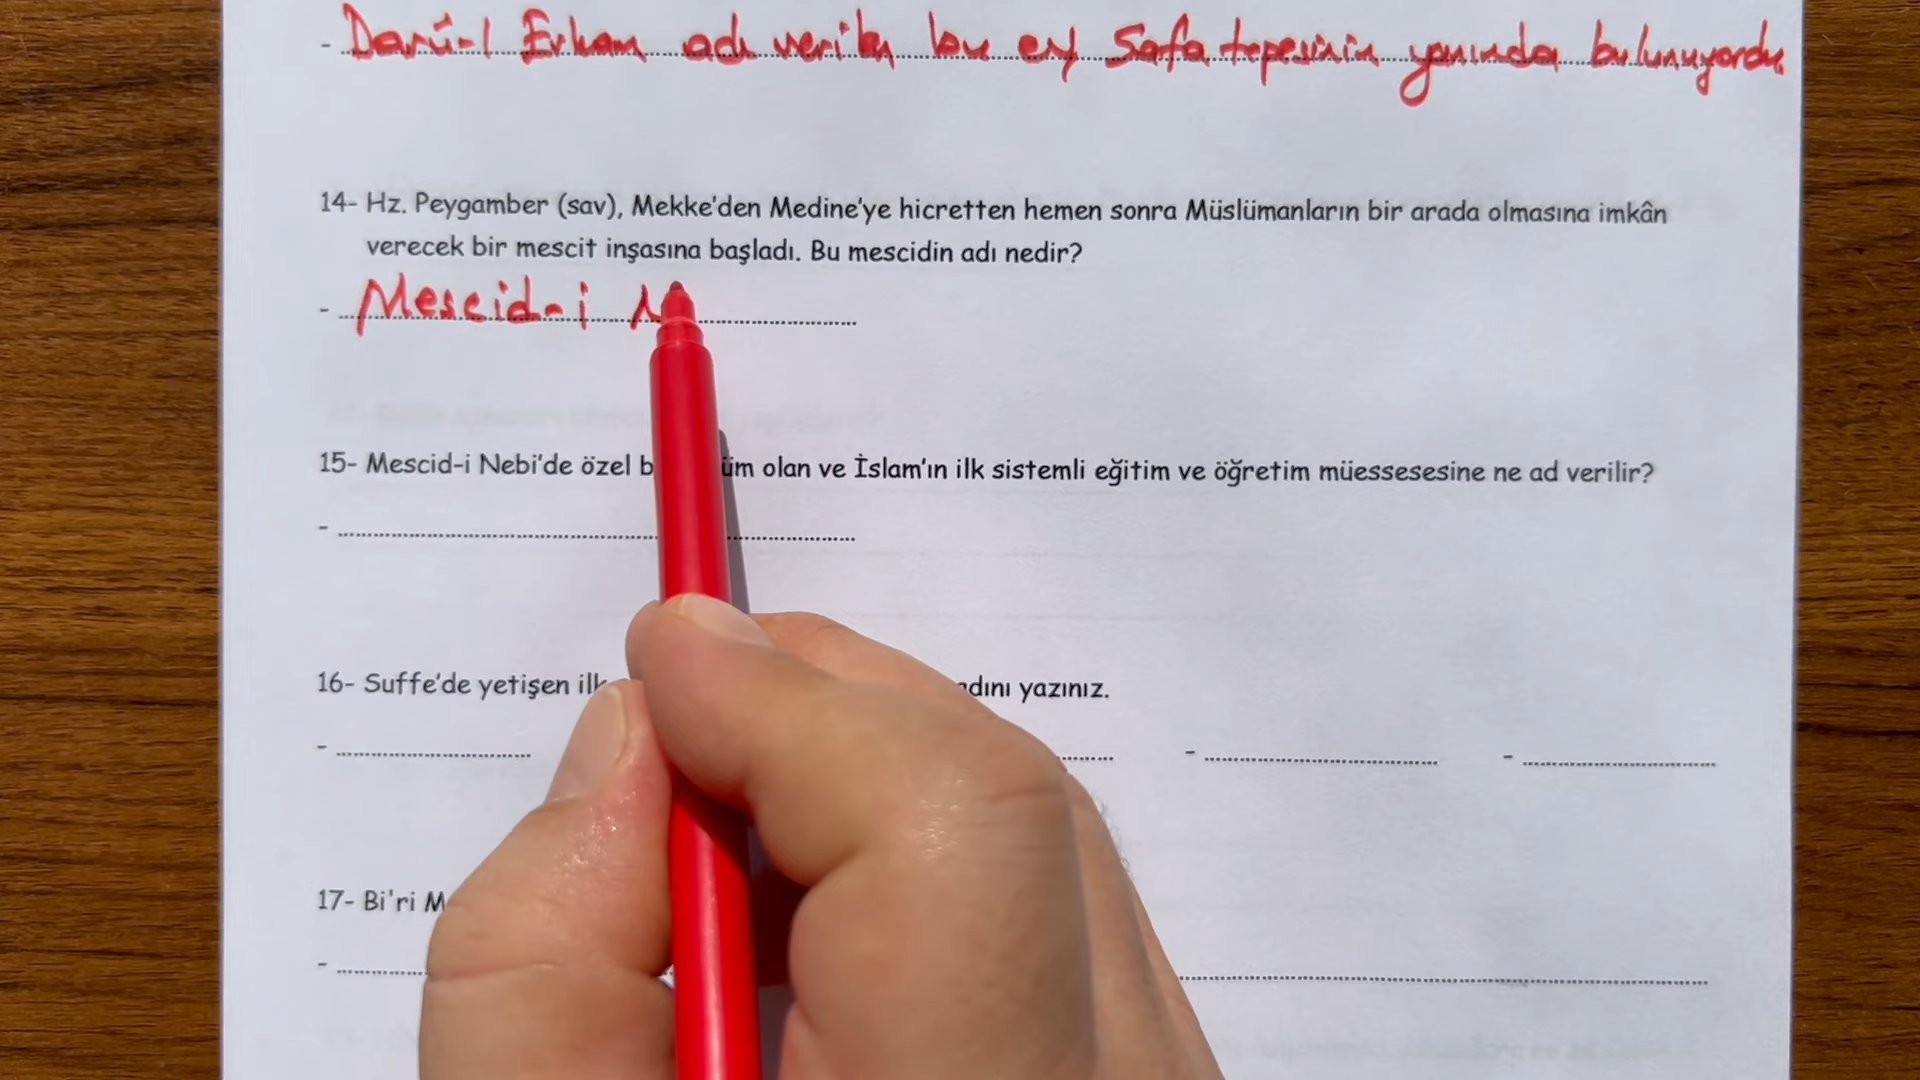 - Darü-l Erkam adı verilen bu ev Safa tepesinin yanında bulunuyordu
14- Hz. Peygamber (sav), Mekke'den Medine'ye hicretten hemen sonra Müslümanların bir arada olmasına imkân
verecek bir mescit inşasına başladı. Bu mescidin adı nedir?
- Mescid-i N
15- Mescid-i Nebi'de özel b üm olan ve İslam'ın ilk sistemli eğitim ve öğretim müessesesine ne ad verilir?
-
16- Suffe'de yetişen ilk dını yazınız.
- - -
17- Bi'ri M
-